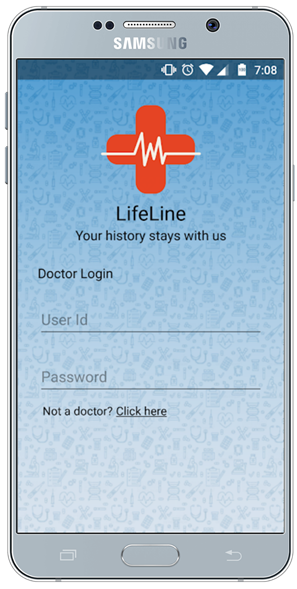 SAMSUNG
7:08
LifeLine
Your history stays with us
Doctor Login
User Id
Password
Not a doctor? Click here